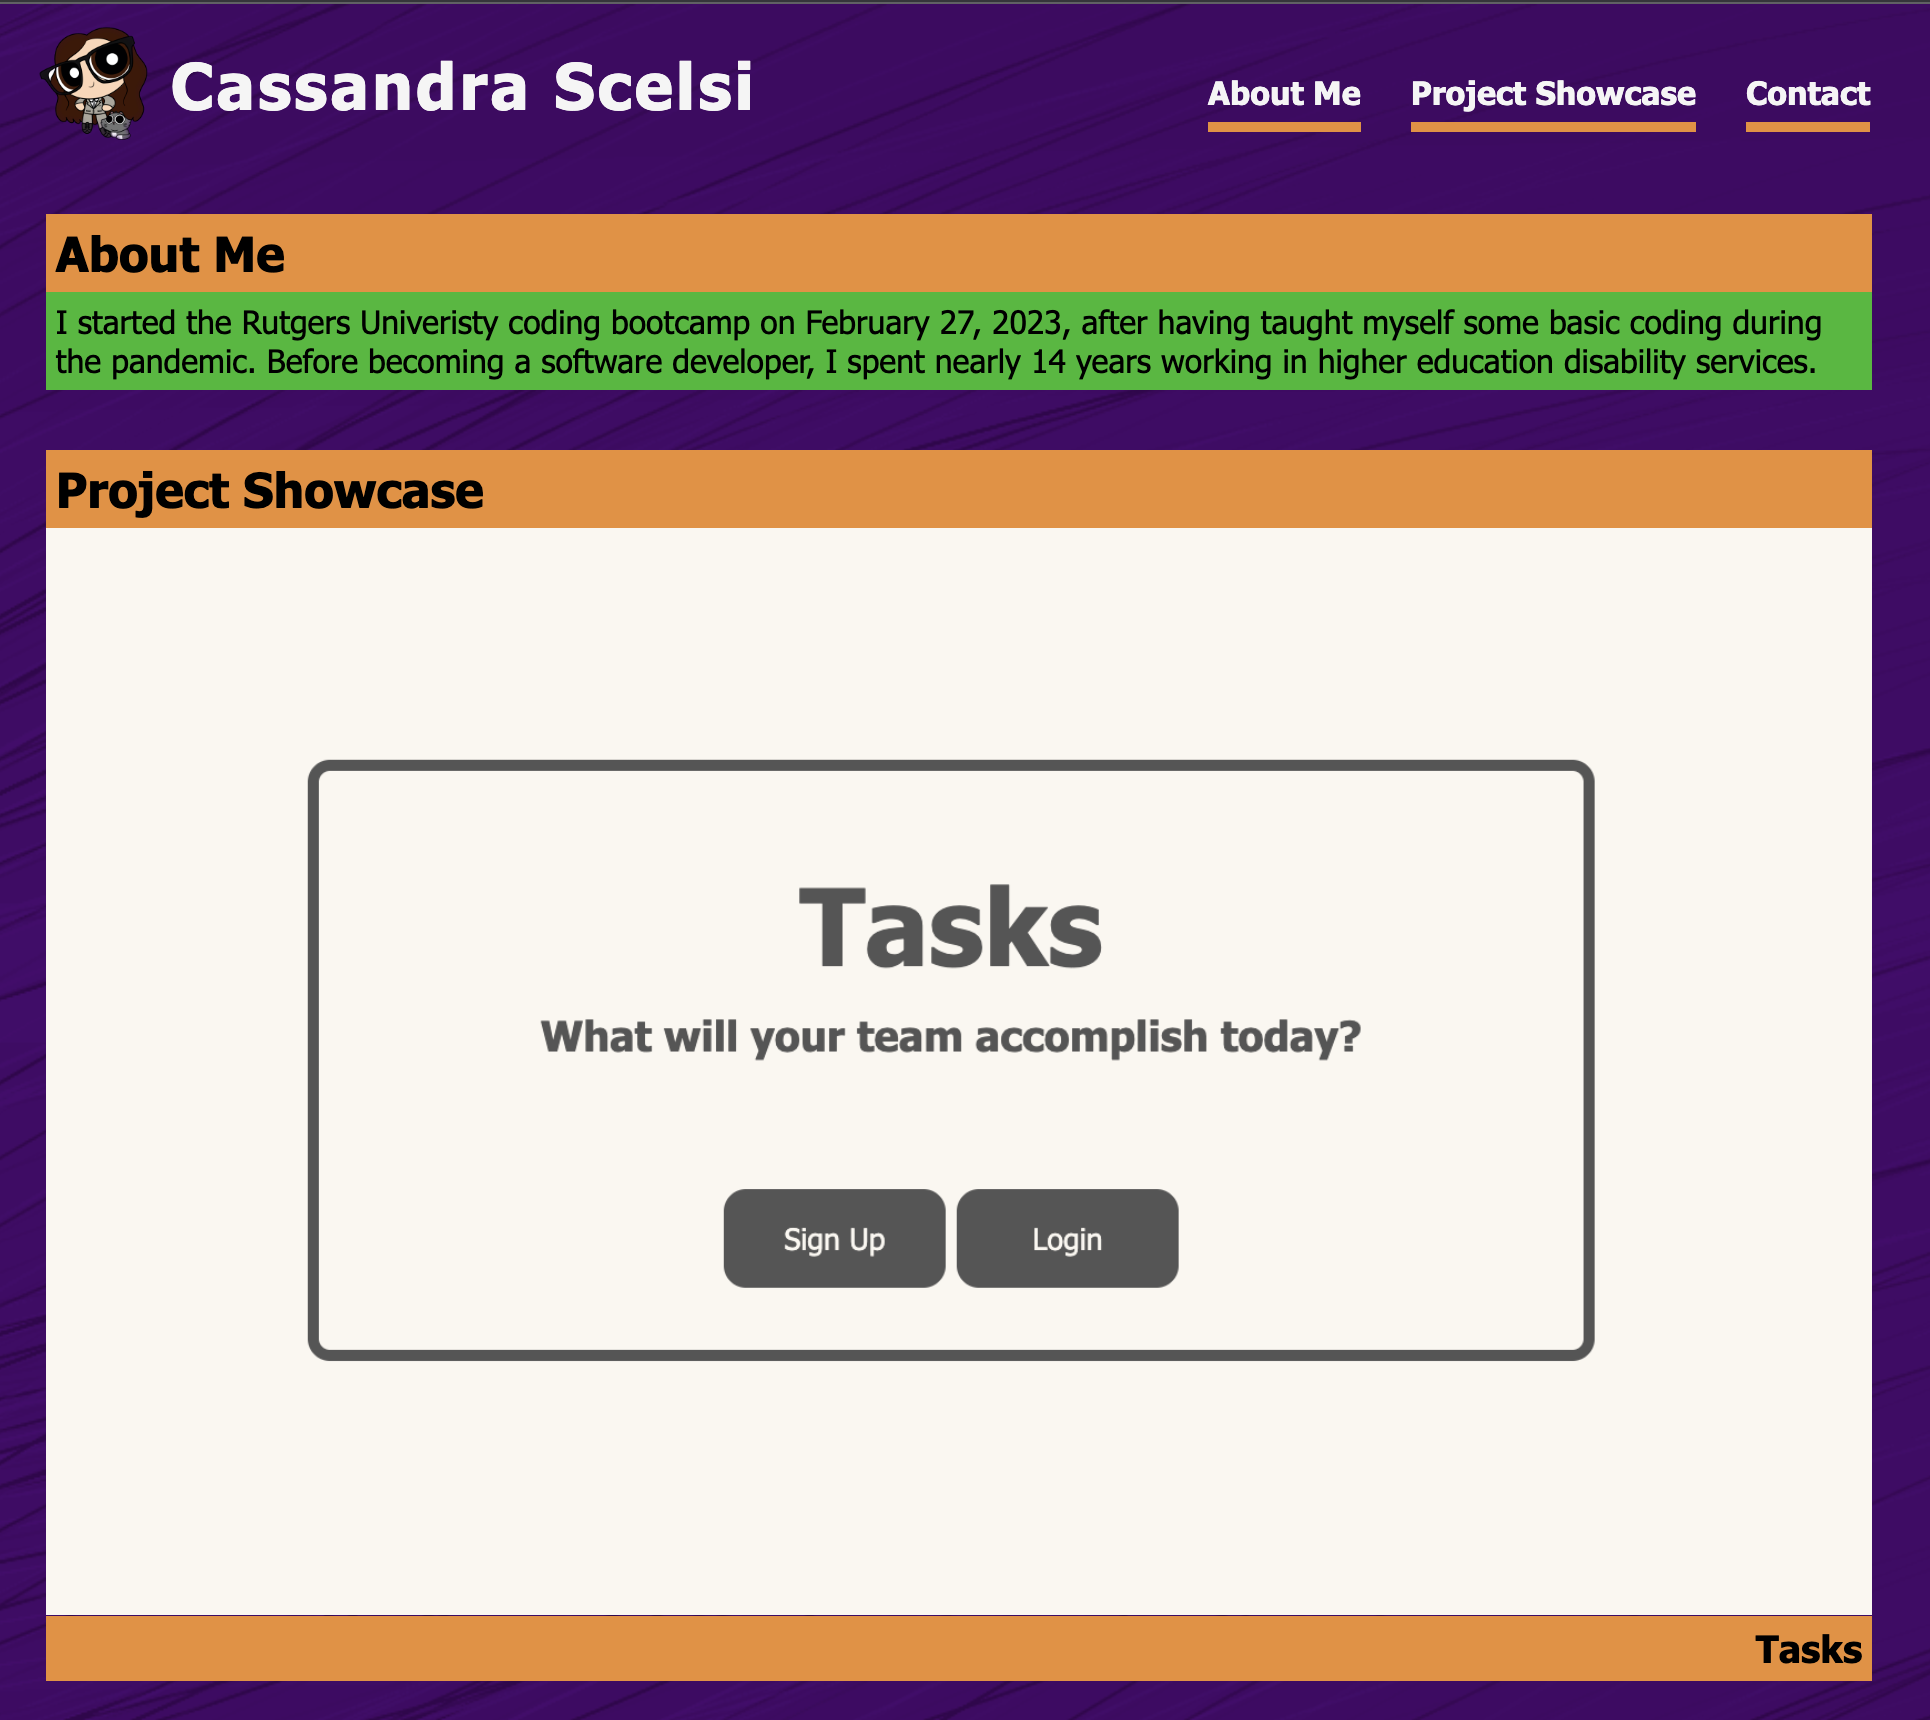 Cassandra Scelsi
About Me
Project Showcase
Contact
About Me
I started the Rutgers Univeristy coding bootcamp on February 27, 2023, after having taught myself some basic coding during
the pandemic. Before becoming a software developer, I spent nearly 14 years working in higher education disability services.
Project Showcase
Tasks
What will your team accomplish today?
Sign Up
Login
Tasks